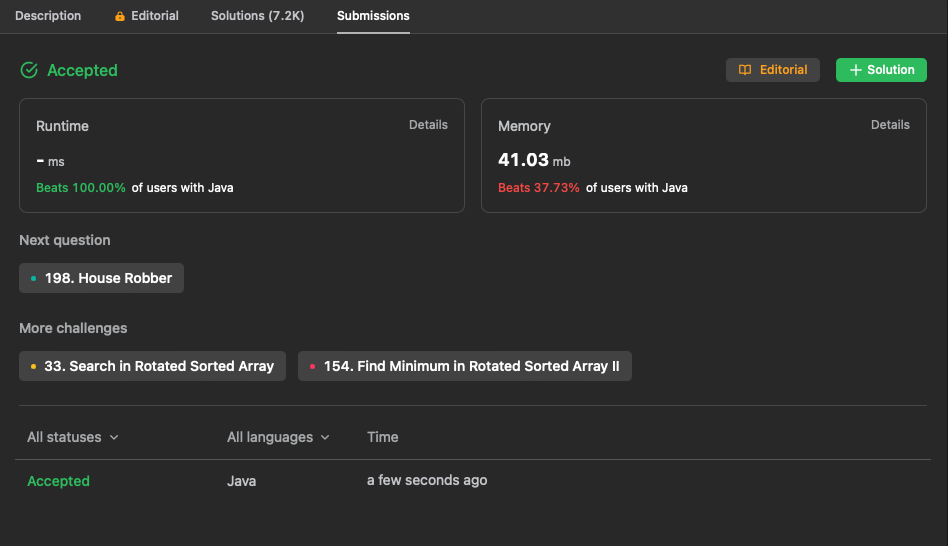 Description Editorial Solutions (7.2K) Submissions
Accepted Editorial + Solution
Runtime Details
- ms
Beats 100.00% of users with Java
Memory Details
41.03 mb
Beats 37.73% of users with Java
Next question
198. House Robber
More challenges
33. Search in Rotated Sorted Array 154. Find Minimum in Rotated Sorted Array II
All statuses All languages Time
Accepted Java a few seconds ago